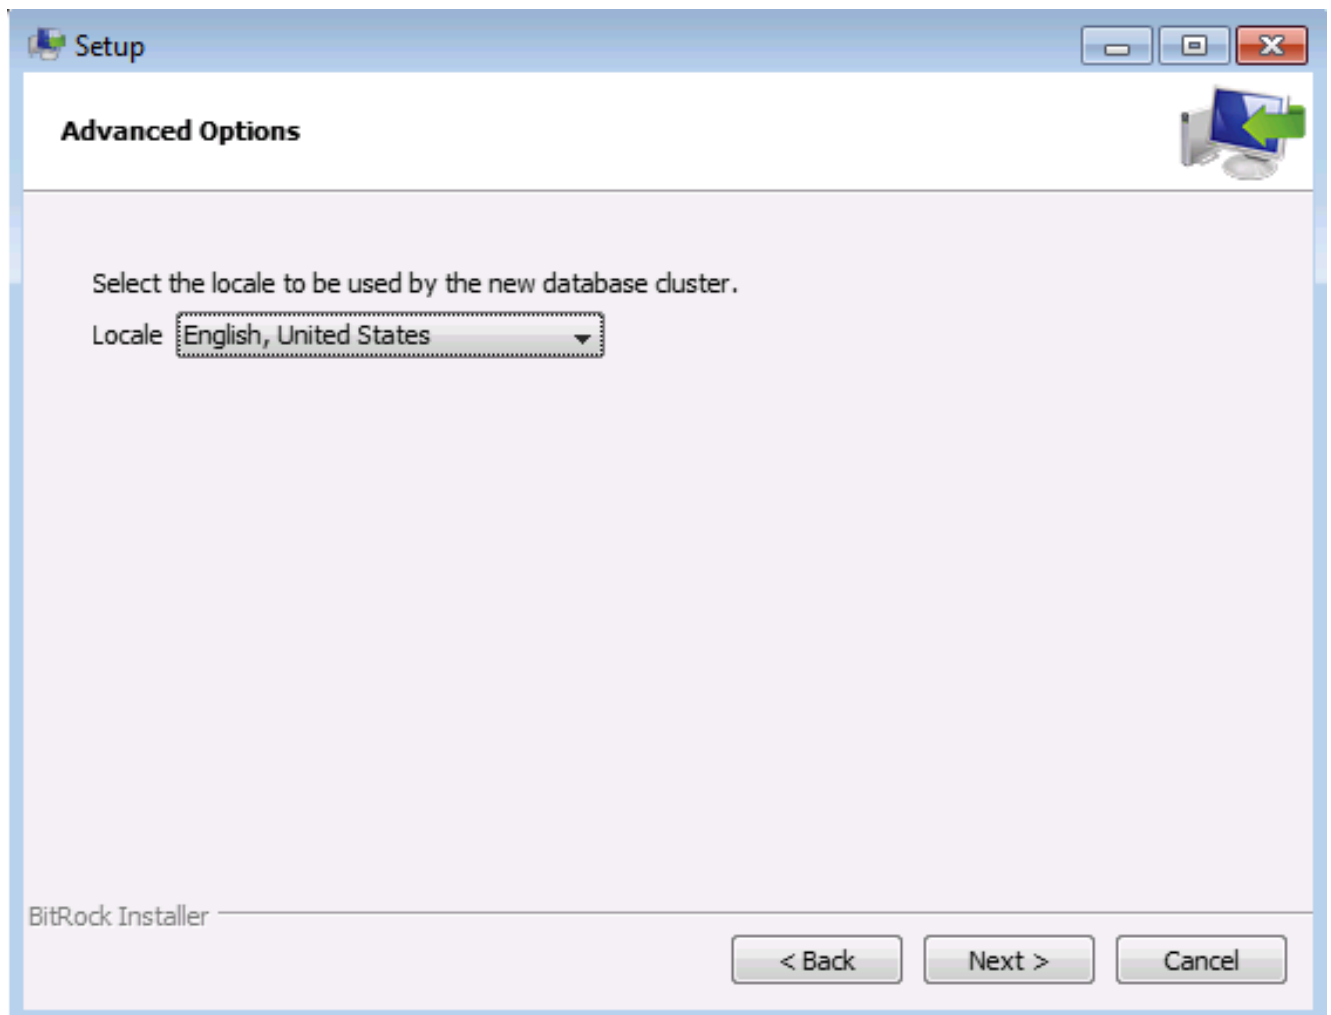 Setup
Advanced Options
Select the locale to be used by the new database cluster.
Locale English, United States
BitRock Installer
< Back Next > Cancel